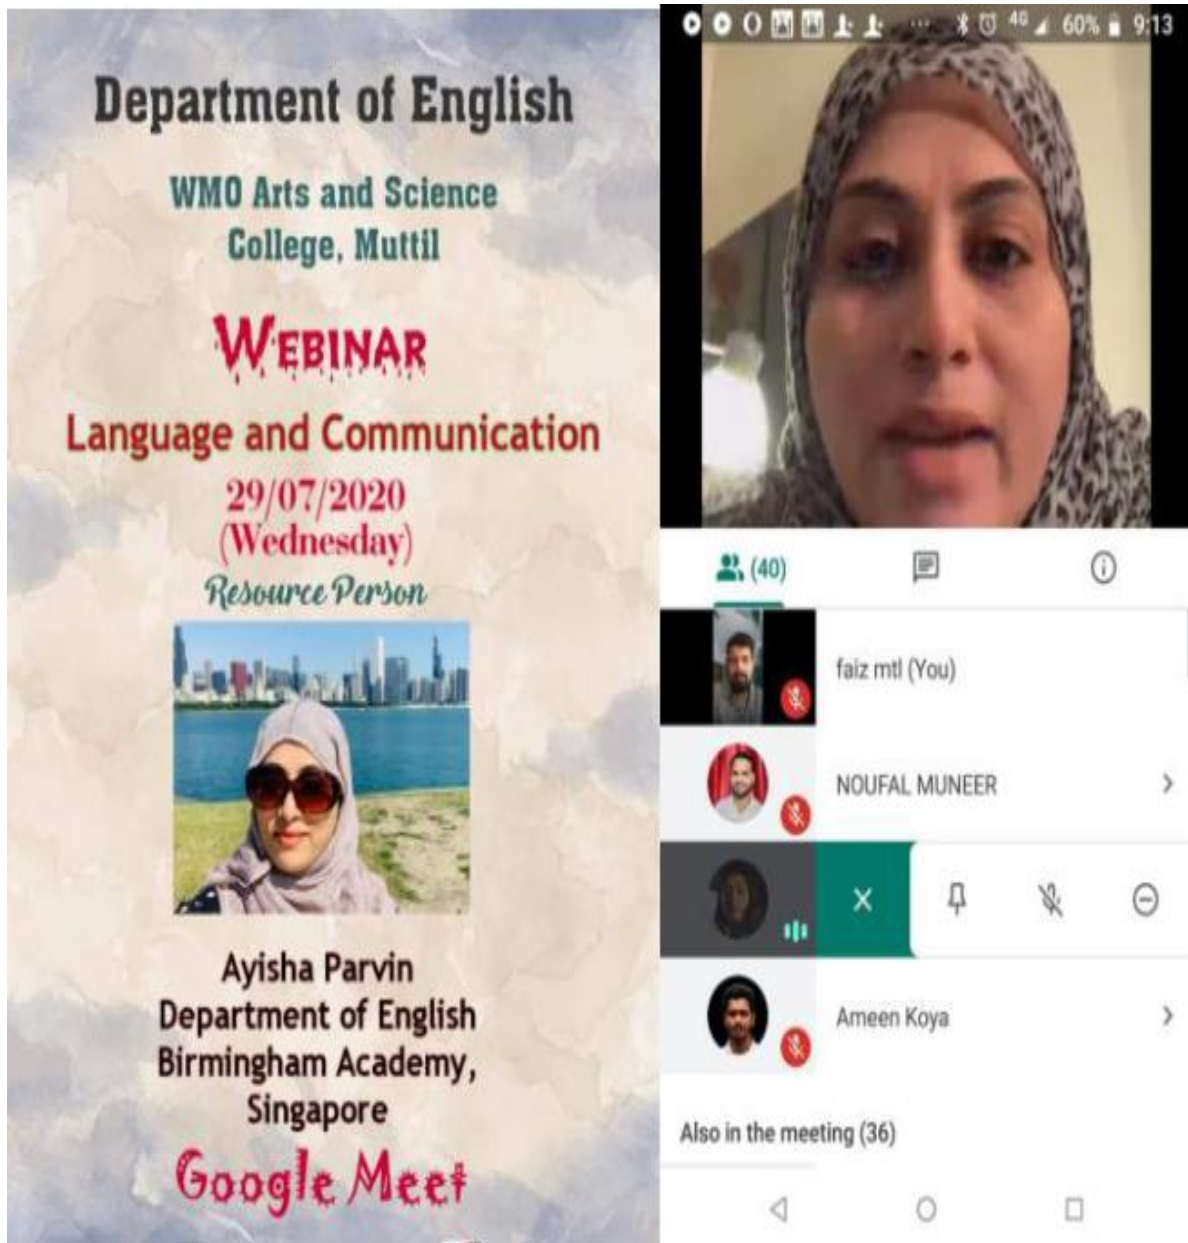 Department of English
WMO Arts and Science
College, Muttil
WEBINAR
Language and Communication
29/07/2020
(Wednesday)
Resource Person
Ayisha Parvin
Department of English
Birmingham Academy,
Singapore
Google Meet
4G 60% 9:13
(40)
faiz mtl (You)
NOUFAL MUNEER
Ameen Koya
Also in the meeting (36)